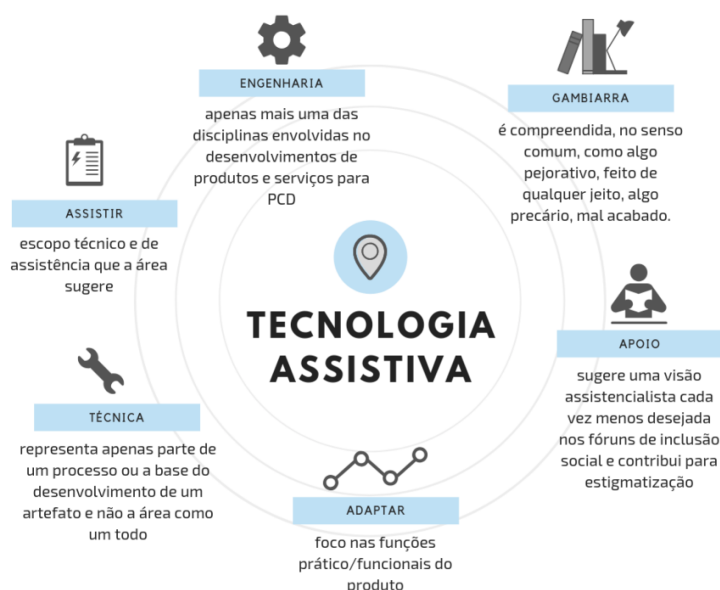 ENGENHARIA
apenas mais uma das
disciplinas envolvidas no
desenvolvimentos de
produtos e serviços para
PCD
GAMBIARRA
é compreendida, no senso
comum, como algo
pejorativo, feito de
qualquer jeito, algo
precário, mal acabado.
ASSISTIR
escopo técnico e de
assistência que a área
sugere
TECNOLOGIA
ASSISTIVA
APOIO
sugere uma visão
assistencialista cada
vez menos desejada
nos fóruns de inclusão
social e contribui para
estigmatização
TÉCNICA
representa apenas parte de
um processo ou a base do
desenvolvimento de um
artefato e não a área como
um todo
ADAPTAR
foco nas funções
prático/funcionais do
produto